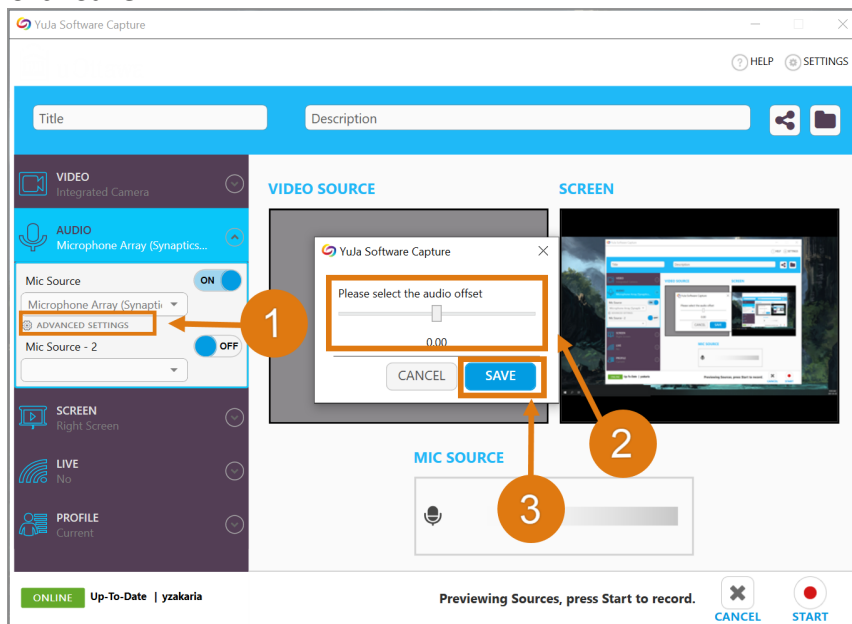 YuJa Software Capture
HELP
SETTINGS
Title
Description
VIDEO
Integrated Camera
AUDIO
Microphone Array (Synaptics...
Mic Source
ON
Microphone Array (Synaptic
ADVANCED SETTINGS
Mic Source - 2
OFF
SCREEN
Right Screen
LIVE
No
PROFILE
Current
VIDEO SOURCE
SCREEN
YuJa Software Capture
Please select the audio offset
0.00
CANCEL
SAVE
1
2
3
MIC SOURCE
ONLINE
Up-To-Date | yzakaria
Previewing Sources, press Start to record.
CANCEL
START